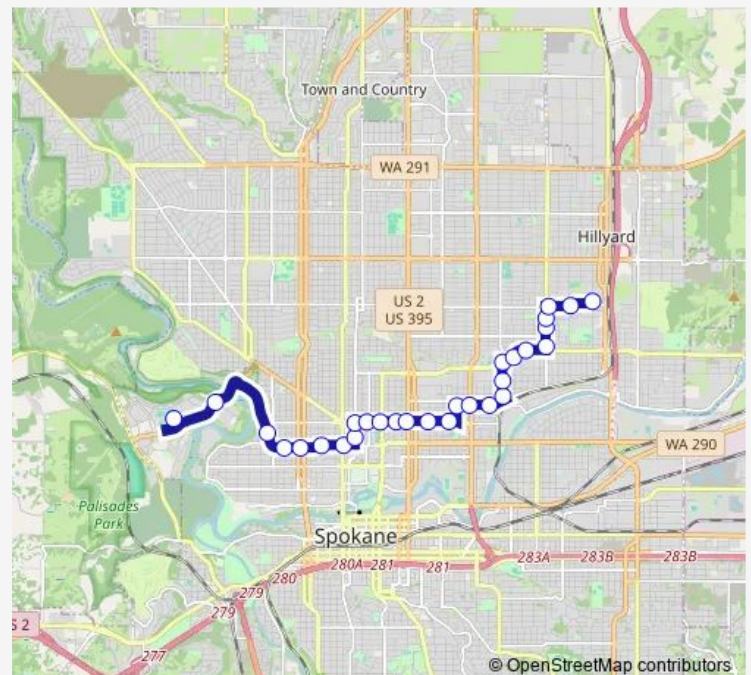 Town and Country
WA 291
Hillyard
US 2
US 395
WA 290
Palisades
Park
Spokane
283A
283B
283B
280A
281
281
280
279
279
S 2
277
© OpenStreetMap contributors